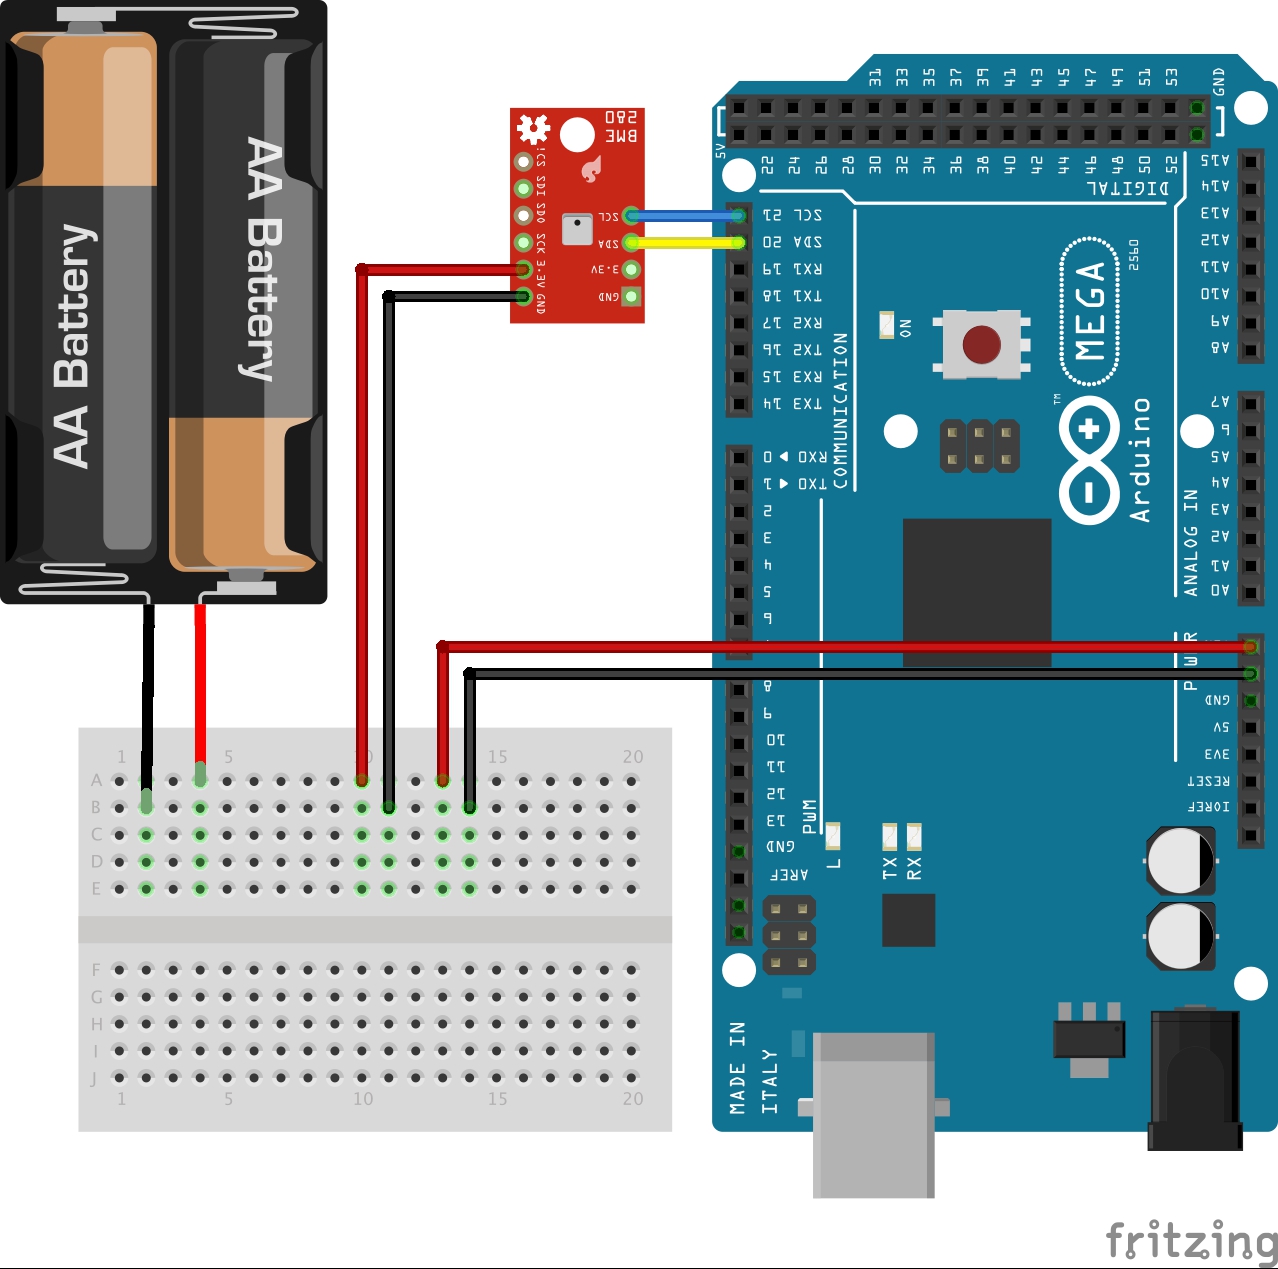 AA Battery
AA Battery
BME
280
!CS
SDI
SDO
SCK
3.3V
GND
SCL
SDA
3.3V
GND
31 33 35 37 39 41 43 45 47 49 51 53
GND
5V
22 24 26 28 30 32 34 36 38 40 42 44 46 48 50 52
DIGITAL
SCL 21
SDA 20
RX1 19
TX1 18
RX2 17
TX2 16
RX3 15
TX3 14
RX0 ◀ 0
TX0 ▶ 1
2
3
4
5
6
8
9
10
11
12
13
GND
AREF
COMMUNICATION
PWM
ON
L
TX
RX
MEGA
2560
TM
Arduino
A15
A14
A13
A12
A11
A10
A9
A8
A7
6
A5
A4
A3
A2
A1
A0
ANALOG IN
GND
5V
3V3
RESET
IOREF
MADE IN
ITALY
1 5 10 15 20
A
B
C
D
E
F
G
H
I
J
1 5 10 15 20
fritzing